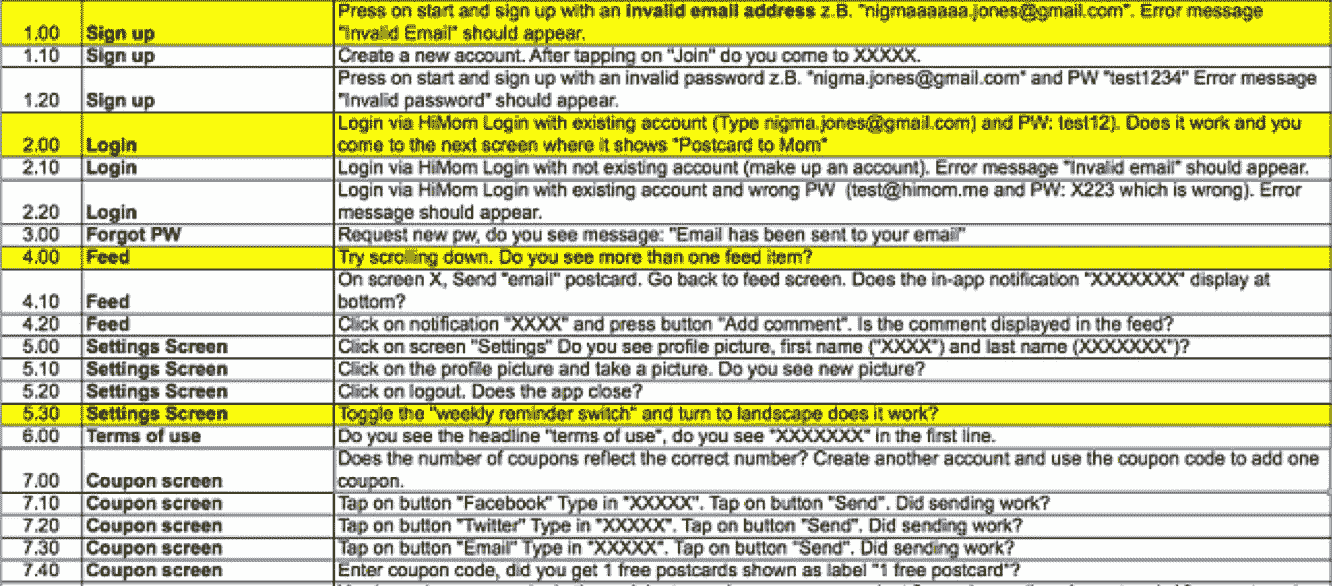 Press on start and sign up with an invalid email address z.B. "nigmaaaaaa.jones@gmail.com". Error message
1.00 Sign up "Invalid Email" should appear.
1.10 Sign up Create a new account. After tapping on "Join" do you come to XXXXX.
Press on start and sign up with an invalid password z.B. "nigma.jones@gmail.com" and PW "test1234" Error message
1.20 Sign up "Invalid password" should appear.
Login via HiMom Login with existing account (Type nigma.jones@gmail.com) and PW: test12). Does it work and you
2.00 Login come to the next screen where it shows "Postcard to Mom"
2.10 Login Login via HiMom Login with not existing account (make up an account). Error message "Invalid email" should appear.
Login via HiMom Login with existing account and wrong PW (test@himom.me and PW: X223 which is wrong). Error
2.20 Login message should appear.
3.00 Forgot PW Request new pw, do you see message: "Email has been sent to your email"
4.00 Feed Try scrolling down. Do you see more than one feed item?
On screen X, Send "email" postcard. Go back to feed screen. Does the in-app notification "XXXXXXX" display at
4.10 Feed bottom?
4.20 Feed Click on notification "XXXX" and press button "Add comment". Is the comment displayed in the feed?
5.00 Settings Screen Click on screen "Settings" Do you see profile picture, first name ("XXXX") and last name (XXXXXXX")?
5.10 Settings Screen Click on the profile picture and take a picture. Do you see new picture?
5.20 Settings Screen Click on logout. Does the app close?
5.30 Settings Screen Toggle the "weekly reminder switch" and turn to landscape does it work?
6.00 Terms of use Do you see the headline "terms of use", do you see "XXXXXXX" in the first line.
Does the number of coupons reflect the correct number? Create another account and use the coupon code to add one
7.00 Coupon screen coupon.
7.10 Coupon screen Tap on button "Facebook" Type in "XXXXX". Tap on button "Send". Did sending work?
7.20 Coupon screen Tap on button "Twitter" Type in "XXXXX". Tap on button "Send". Did sending work?
7.30 Coupon screen Tap on button "Email" Type in "XXXXX". Tap on button "Send". Did sending work?
7.40 Coupon screen Enter coupon code, did you get 1 free postcards shown as label "1 free postcard"?